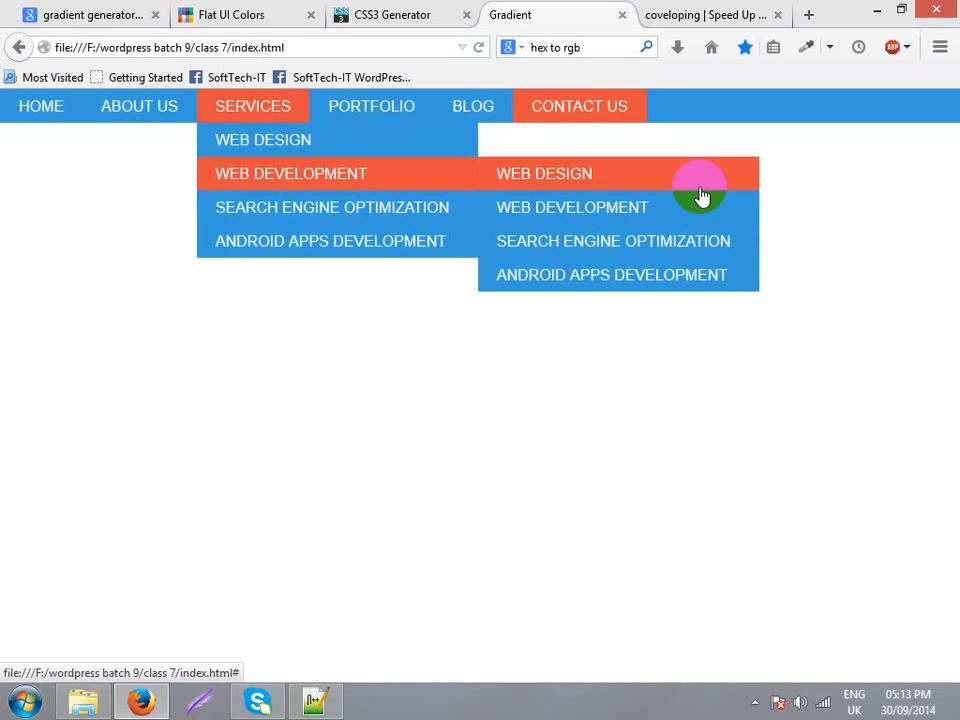 gradient generator...
Flat UI Colors
CSS3 Generator
Gradient
coveloping | Speed Up ...
file:///F:/wordpress batch 9/class 7/index.html
hex to rgb
Most Visited
Getting Started
SoftTech-IT
SoftTech-IT WordPres...
HOME
ABOUT US
SERVICES
PORTFOLIO
BLOG
CONTACT US
WEB DESIGN
WEB DEVELOPMENT
WEB DESIGN
SEARCH ENGINE OPTIMIZATION
WEB DEVELOPMENT
ANDROID APPS DEVELOPMENT
SEARCH ENGINE OPTIMIZATION
ANDROID APPS DEVELOPMENT
file:///F:/wordpress batch 9/class 7/index.html#
ENG
05:13 PM
UK
30/09/2014